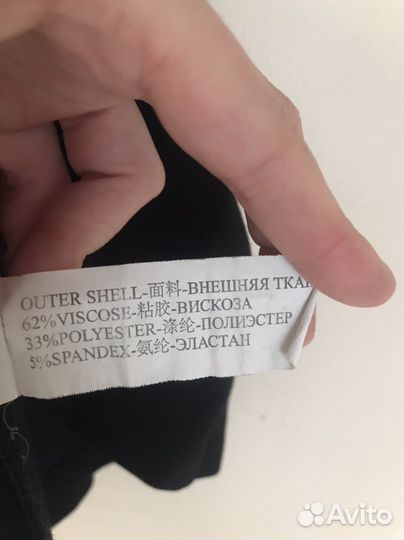 OUTER SHELL-面料-ВНЕШНЯЯ ТКА
62%VISCOSE-粘胶-ВИСКОЗА
33%POLYESTER-涤纶-ПОЛИЭСТЕР
5%SPANDEX-氨纶-ЭЛАСТАН
Avito